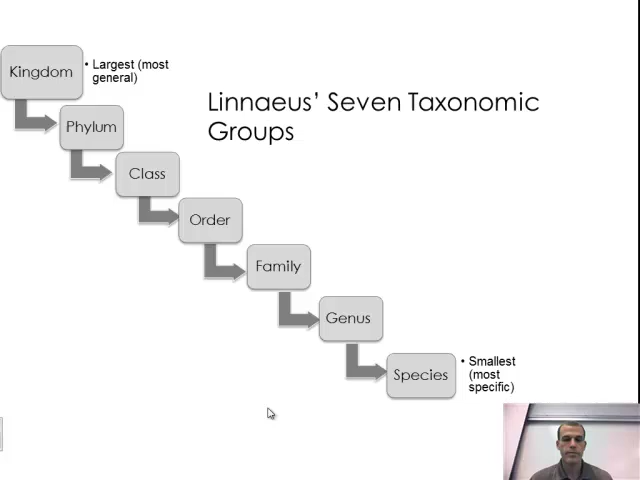 Kingdom
• Largest (most
general)
Linnaeus’ Seven Taxonomic
Groups
Phylum
Class
Order
Family
Genus
Species
• Smallest
(most
specific)